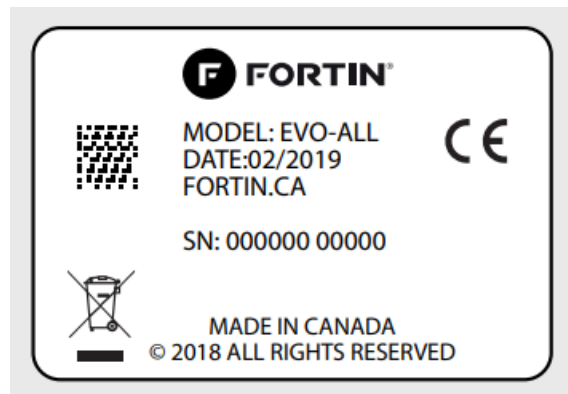 F FORTIN®
MODEL: EVO-ALL
DATE:02/2019
FORTIN.CA
CE
SN: 000000 00000
MADE IN CANADA
© 2018 ALL RIGHTS RESERVED